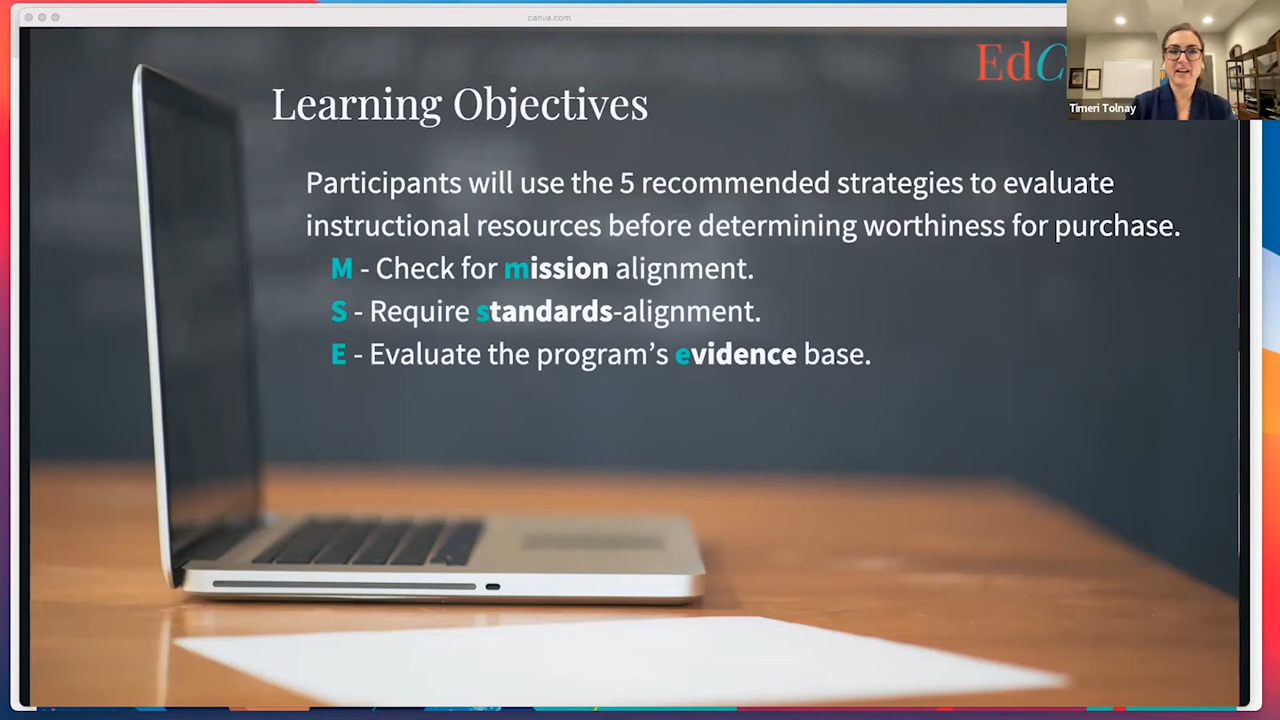 canva.com
EdC
Timeri Tolnay
Learning Objectives
Participants will use the 5 recommended strategies to evaluate
instructional resources before determining worthiness for purchase.
M - Check for mission alignment.
S - Require standards-alignment.
E - Evaluate the program’s evidence base.